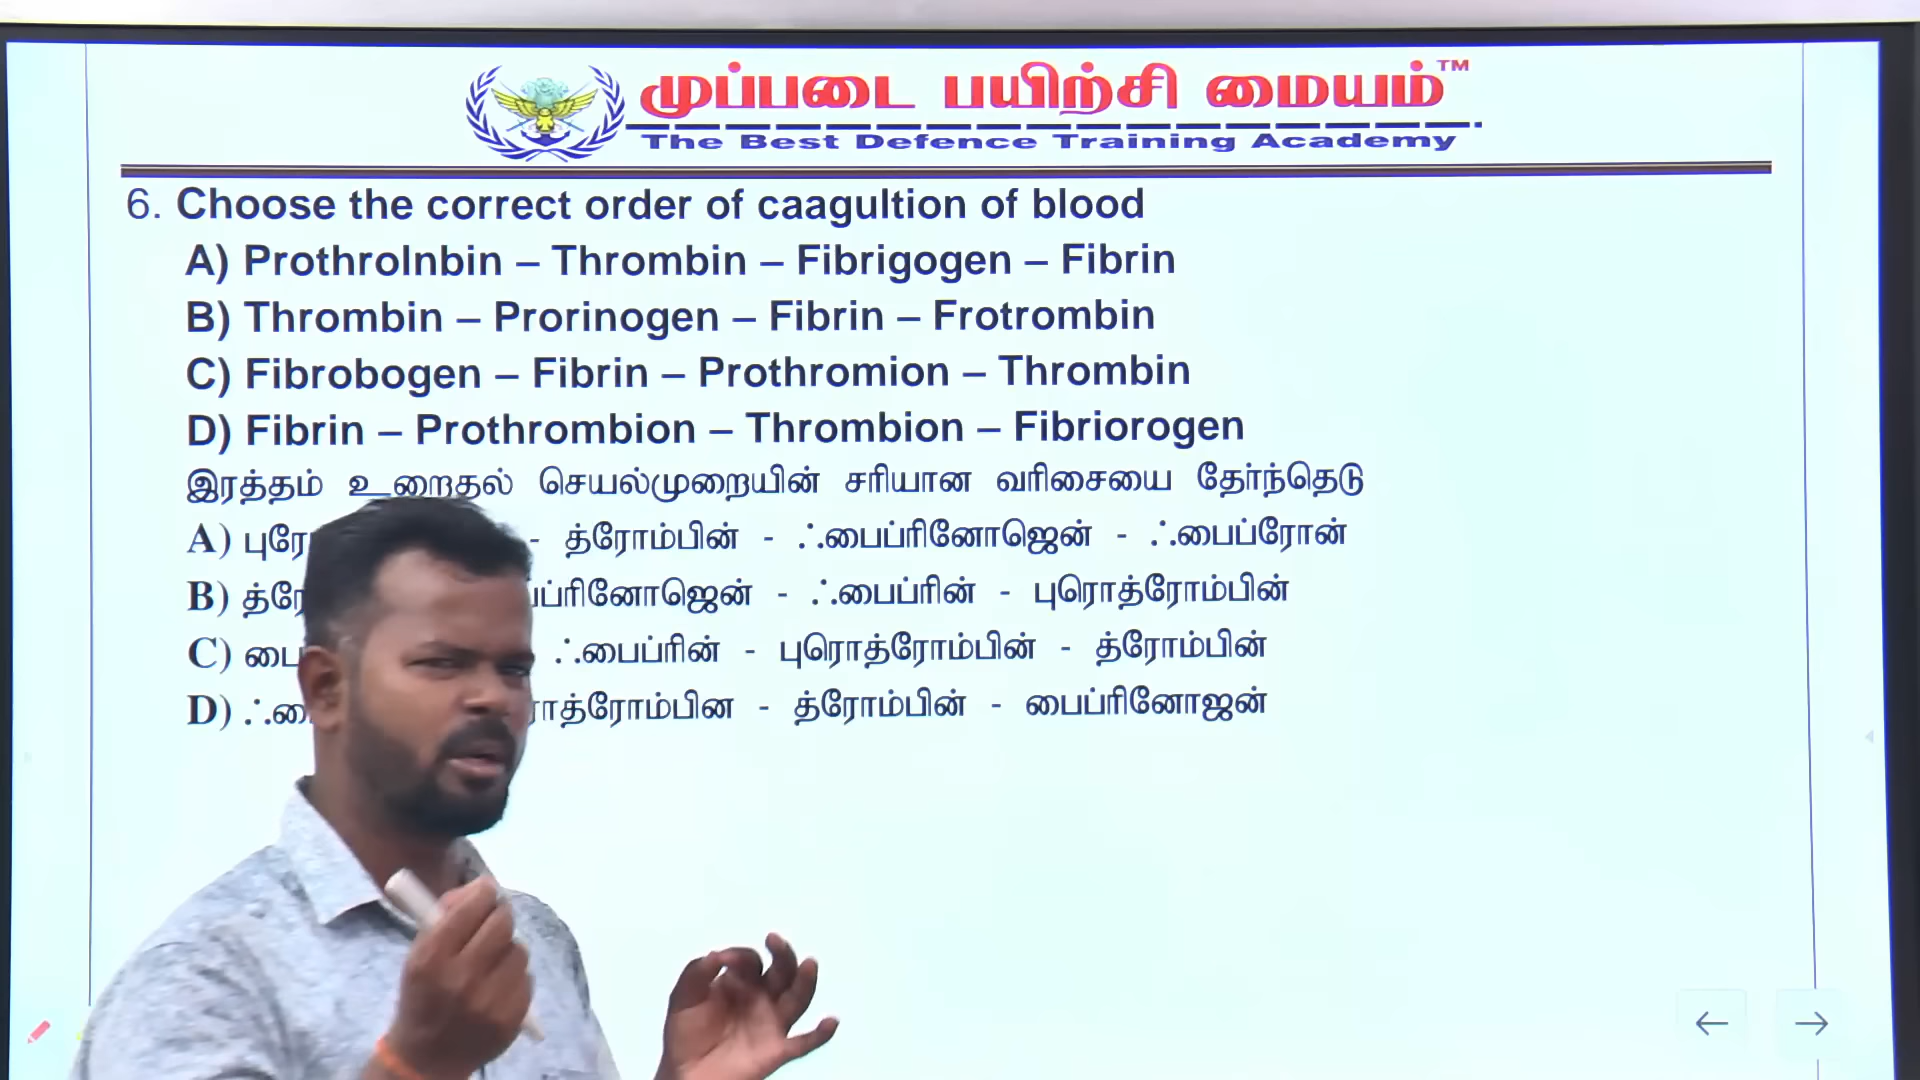 முப்படை பயிற்சி மையம்™
The Best Defence Training Academy
6. Choose the correct order of caagultion of blood
A) Prothrolnbin – Thrombin – Fibrigogen – Fibrin
B) Thrombin – Prorinogen – Fibrin – Frotrombin
C) Fibrobogen – Fibrin – Prothromion – Thrombin
D) Fibrin – Prothrombion – Thrombion – Fibriorogen
இரத்தம் உறைதல் செயல்முறையின் சரியான வரிசையை தேர்ந்தெடு
A) - த்ரோம்பின் - ஃபைப்ரினோஜென் - ஃபைப்ரோன்
B) - ஃபைப்ரின் - புரொத்ரோம்பின்
C) ஃபைப்ரின் - புரொத்ரோம்பின் - த்ரோம்பின்
D) - த்ரோம்பின் - பைப்ரினோஜன்